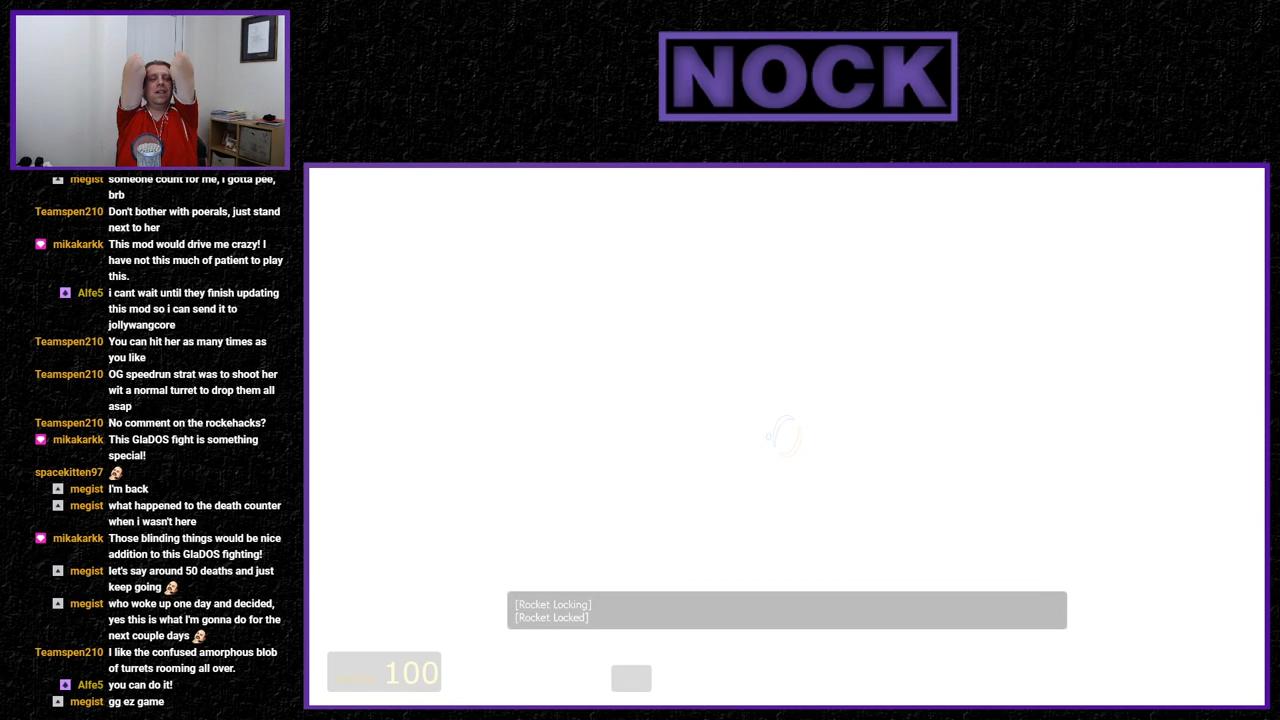 NOCK
megist someone count for me, i gotta pee,
brb
Teamspen210 Don't bother with poerals, just stand
next to her
mikakarkk This mod would drive me crazy! I
have not this much of patient to play
this.
Alfe5 i cant wait until they finish updating
this mod so i can send it to
jollywangcore
Teamspen210 You can hit her as many times as
you like
Teamspen210 OG speedrun strat was to shoot her
wit a normal turret to drop them all
asap
Teamspen210 No comment on the rockehacks?
mikakarkk This GlaDOS fight is something
special!
spacekitten97
megist I'm back
megist what happened to the death counter
when i wasn't here
mikakarkk Those blinding things would be nice
addition to this GlaDOS fighting!
megist let's say around 50 deaths and just
keep going
megist who woke up one day and decided,
yes this is what I'm gonna do for the
next couple days
Teamspen210 I like the confused amorphous blob
of turrets rooming all over.
Alfe5 you can do it!
megist gg ez game
[Rocket Locking]
[Rocket Locked]
100